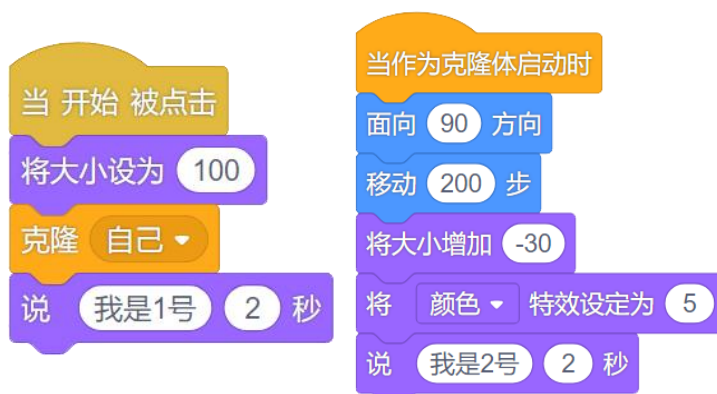 当 开始 被点击
将大小设为 100
克隆 自己
说 我是1号 2 秒
当作为克隆体启动时
面向 90 方向
移动 200 步
将大小增加 -30
将 颜色 特效设定为 5
说 我是2号 2 秒